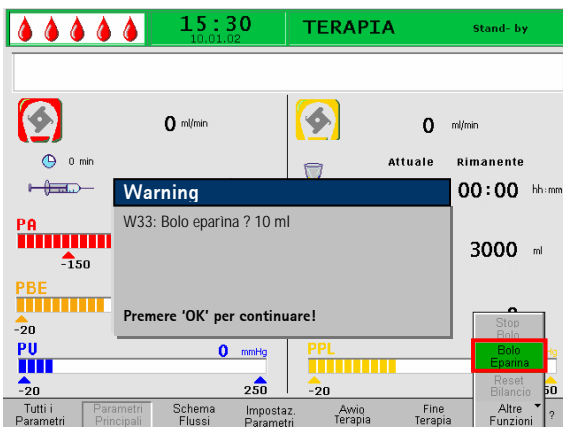 15:30
10.01.02
TERAPIA
Stand-by
0 ml/min
0 ml/min
0 min
Attuale Rimanente
00:00 hh:mm
Warning
W33: Bolo eparina ? 10 ml
Premere 'OK' per continuare!
PA
-150
3000 ml
PBE
-20
PV
0 mmHg
-20
250
PPL
-20
50
Stop
Bolo
Bolo
Eparina
Reset
Bilancio
Tutti i
Parametri
Parametri
Principali
Schema
Flussi
Impostaz.
Parametri
Avvio
Terapia
Fine
Terapia
Altre
Funzioni
?